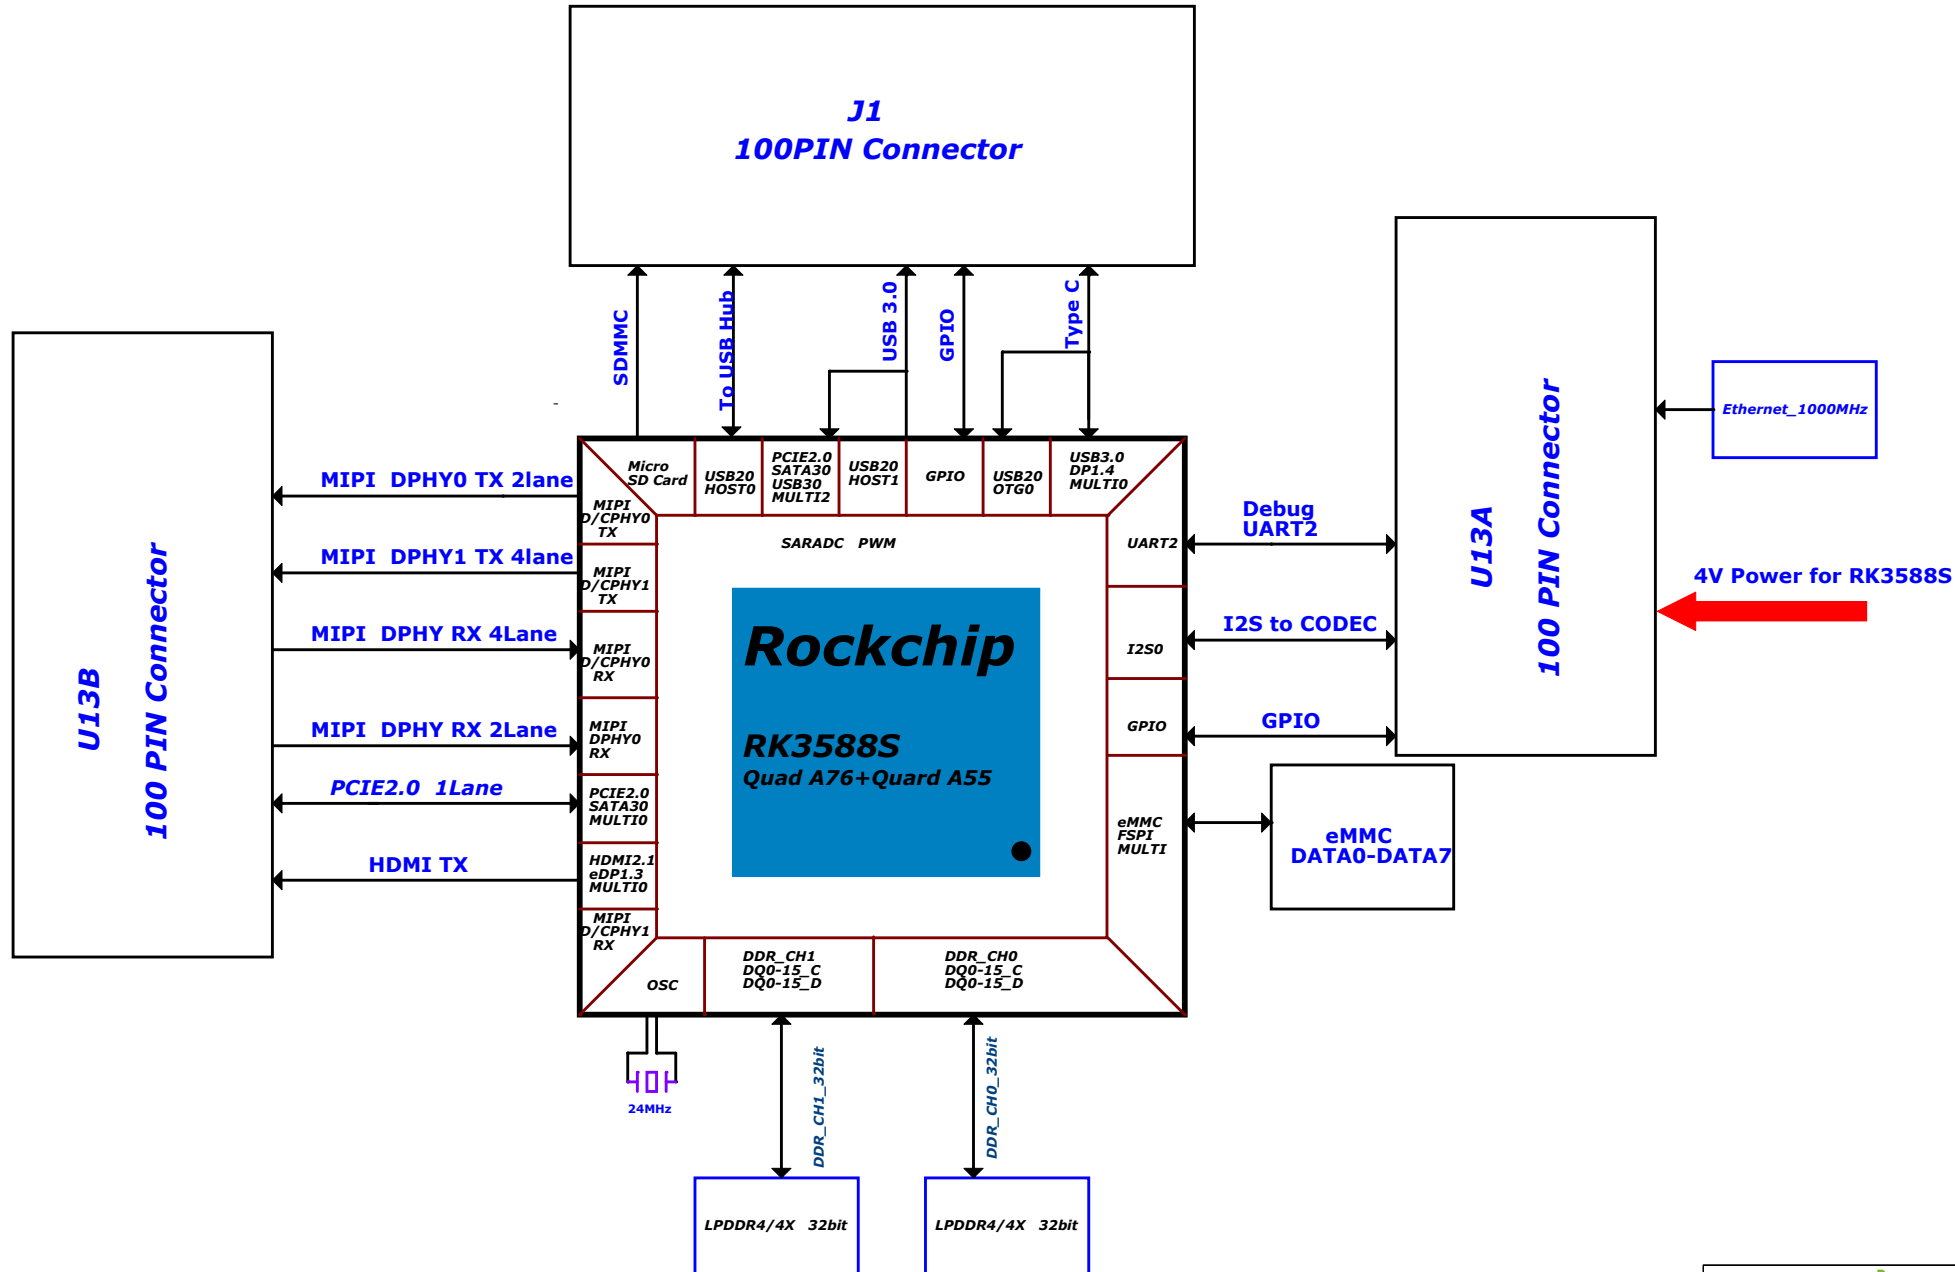 J1
100PIN Connector
SDMMC
To USB Hub
USB 3.0
GPIO
Type C
U13B
100 PIN Connector
MIPI  DPHY0 TX 2lane
MIPI  DPHY1 TX 4lane
MIPI  DPHY RX 4Lane
MIPI  DPHY RX 2Lane
PCIE2.0  1Lane
HDMI TX
Micro
SD Card
USB20
HOST0
PCIE2.0
SATA30
USB30
MULTI2
USB20
HOST1
GPIO
USB20
OTG0
USB3.0
DP1.4
MULTI0
MIPI
D/CPHY0
TX
MIPI
D/CPHY1
TX
MIPI
D/CPHY0
RX
MIPI
DPHY0
RX
PCIE2.0
SATA30
MULTI0
HDMI2.1
eDP1.3
MULTI0
MIPI
D/CPHY1
RX
SARADC  PWM
Rockchip
RK3588S
Quad A76+Quard A55
UART2
I2S0
GPIO
eMMC
FSPI
MULTI
OSC
DDR_CH1
DQ0-15_C
DQ0-15_D
DDR_CH0
DQ0-15_C
DQ0-15_D
Debug
UART2
I2S to CODEC
GPIO
U13A
100 PIN Connector
Ethernet_1000MHz
4V Power for RK3588S
eMMC
DATA0-DATA7
24MHz
DDR_CH1_32bit
DDR_CH0_32bit
LPDDR4/4X  32bit
LPDDR4/4X  32bit